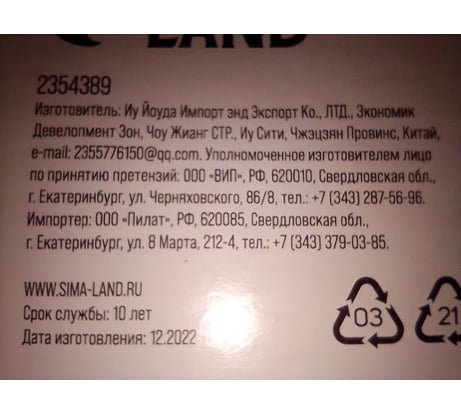 LAND
2354389
Изготовитель: Иу Йоуда Импорт энд Экспорт Ко., ЛТД., Экономик
Девелопмент Зон, Чоу Жианг СТР., Иу Сити, Чжэцзян Провинс, Китай,
e-mail: 2355776150@qq.com. Уполномоченное изготовителем лицо
по принятию претензий: ООО «ВИП», РФ, 620010, Свердловская обл.,
г. Екатеринбург, ул. Черняховского, 86/8, тел.: +7 (343) 287-56-96.
Импортер: ООО «Пилат», РФ, 620085, Свердловская обл.,
г. Екатеринбург, ул. 8 Марта, 212-4, тел.: +7 (343) 379-03-85.
WWW.SIMA-LAND.RU
Срок службы: 10 лет
Дата изготовления: 12.2022
03 21